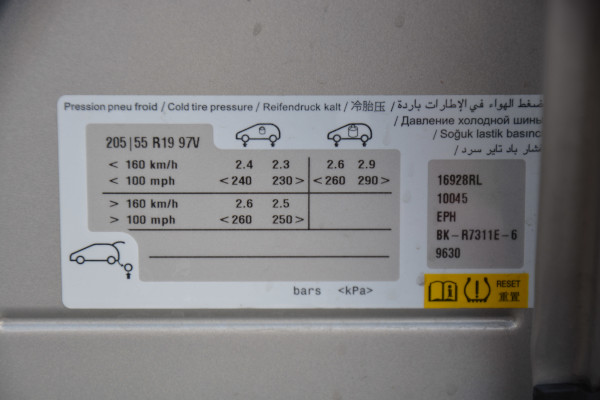 Pression pneu froid / Cold tire pressure / Reifendruck kalt / 冷胎压 / ضغط الهواء في الإطارات باردة
/ Давление холодной шины
/ Soğuk lastik basıncı
/ فشار باد تایر سرد
205|55 R19 97V
< 160 km/h 2.4 2.3 2.6 2.9
< 100 mph <240 230> <260 290>
> 160 km/h 2.6 2.5
> 100 mph <260 250>
bars <kPa>
16928RL
10045
EPH
BK-R7311E-6
9630
RESET
重置